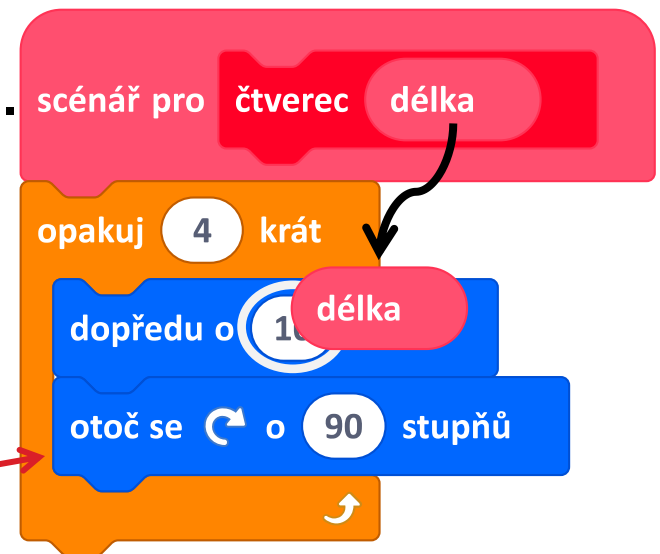 scénář pro čtverec délka
opakuj 4 krát
dopředu o délka
otoč se o 90 stupňů